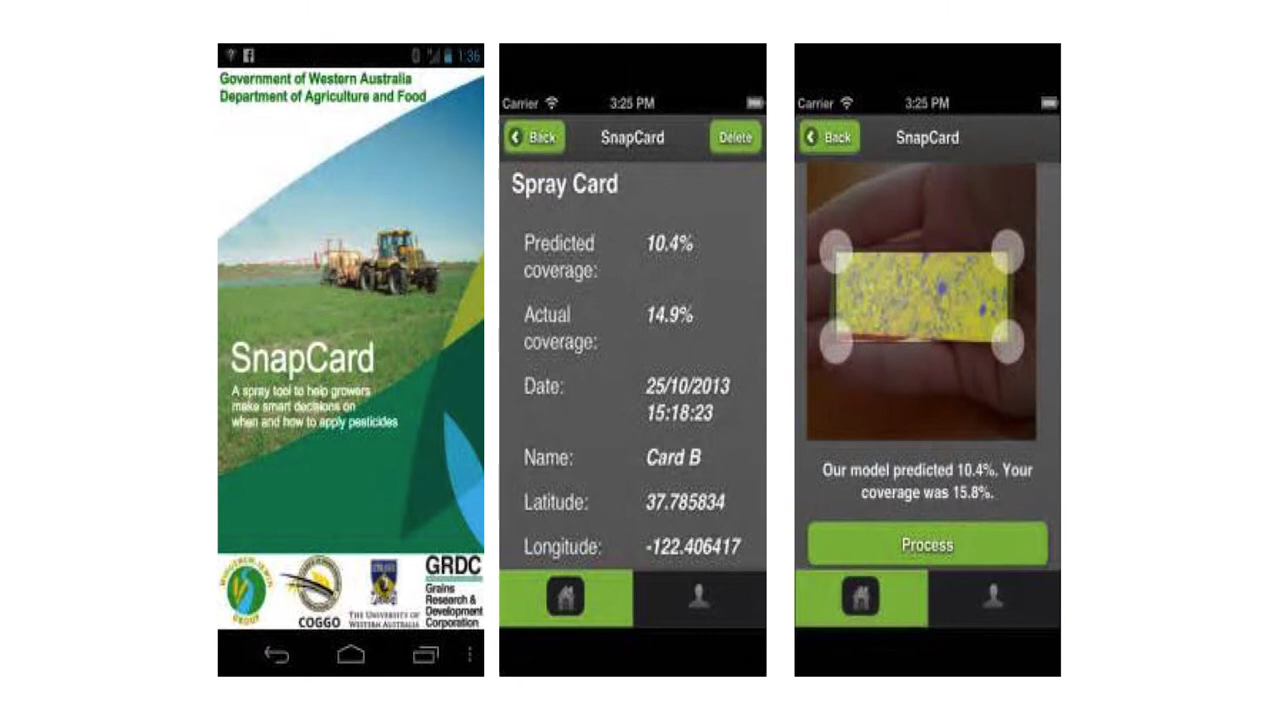 1:36
Government of Western Australia
Department of Agriculture and Food
SnapCard
A spray tool to help growers
make smart decisions on
when and how to apply pesticides
COGGO
THE UNIVERSITY OF
WESTERN AUSTRALIA
GRDC
Grains
Research &
Development
Corporation
Carrier 3:25 PM
Back SnapCard Delete
Spray Card
Predicted 10.4%
coverage:
Actual 14.9%
coverage:
Date: 25/10/2013
15:18:23
Name: Card B
Latitude: 37.785834
Longitude: -122.406417
Carrier 3:25 PM
Back SnapCard
Our model predicted 10.4%. Your
coverage was 15.8%.
Process